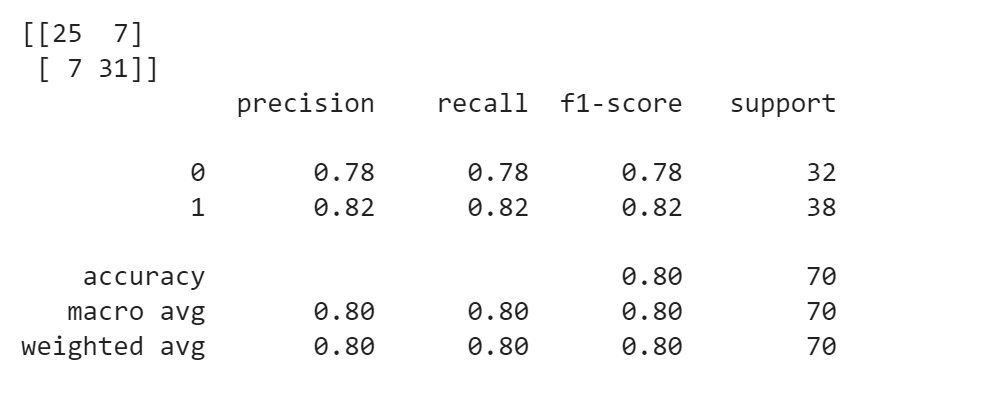 [[25  7]
 [ 7 31]]
              precision    recall  f1-score   support

           0       0.78      0.78      0.78        32
           1       0.82      0.82      0.82        38

    accuracy                           0.80        70
   macro avg       0.80      0.80      0.80        70
weighted avg       0.80      0.80      0.80        70